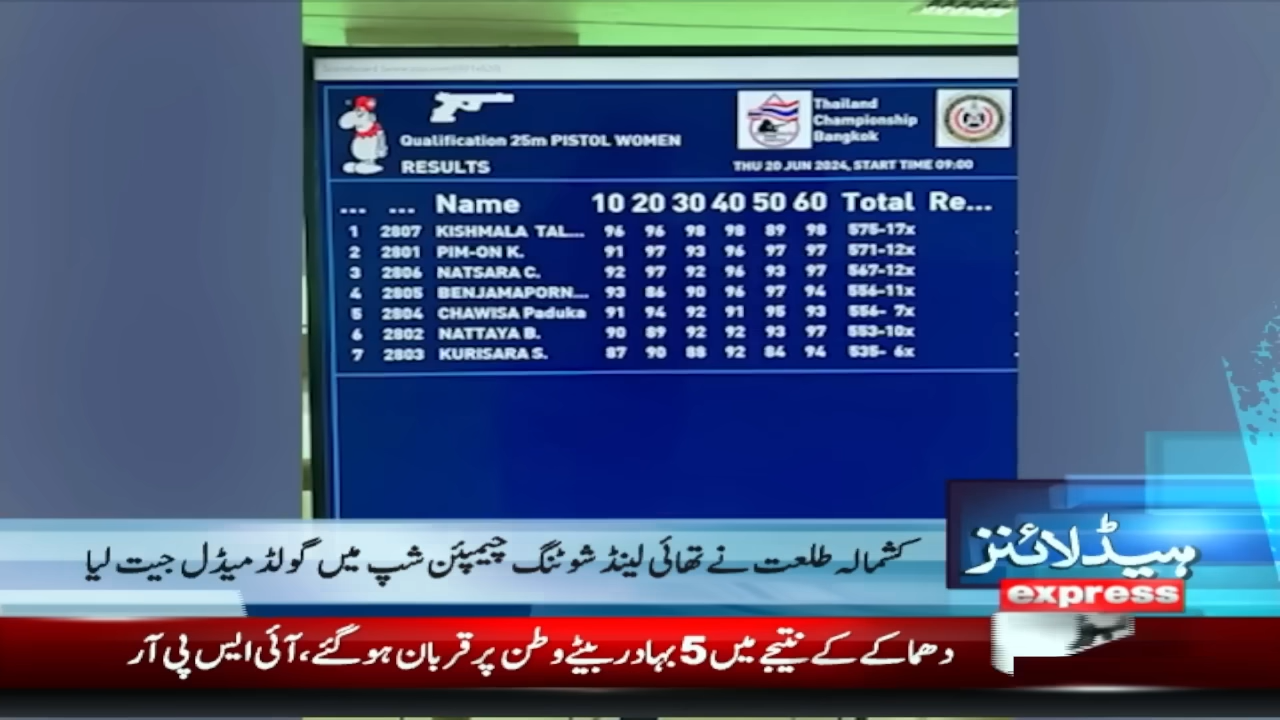 Qualification 25m PISTOL WOMEN
RESULTS
Thailand
Championship
Bangkok
THU 20 JUN 2024, START TIME 09:00
... ... Name 10 20 30 40 50 60 Total Re...
1 2807 KISHMALA TAL... 96 96 98 98 89 98 575-17x
2 2801 PIM-ON K. 91 97 93 96 97 97 571-12x
3 2806 NATSARA C. 92 97 92 96 93 97 567-12x
4 2805 BENJAMAPORN... 93 86 90 96 97 94 556-11x
5 2804 CHAWISA Paduka 91 94 92 91 95 93 556- 7x
6 2802 NATTAYA B. 90 89 92 92 93 97 553-10x
7 2803 KURISARA S. 87 90 88 92 84 94 535- 6x
کشمالہ طلعت نے تھائی لینڈ شوٹنگ چیمپئن شپ میں گولڈ میڈل جیت لیا
ہیڈلائنز
express
دھماکے کے نتیجے میں 5 بہادر بیٹے وطن پر قربان ہوگئے، آئی ایس پی آر